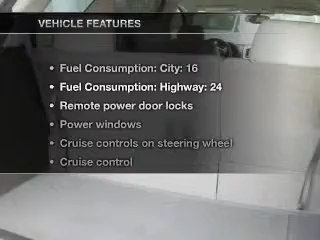 VEHICLE FEATURES
• Fuel Consumption: City: 16
• Fuel Consumption: Highway: 24
• Remote power door locks
• Power windows
• Cruise controls on steering wheel
• Cruise control